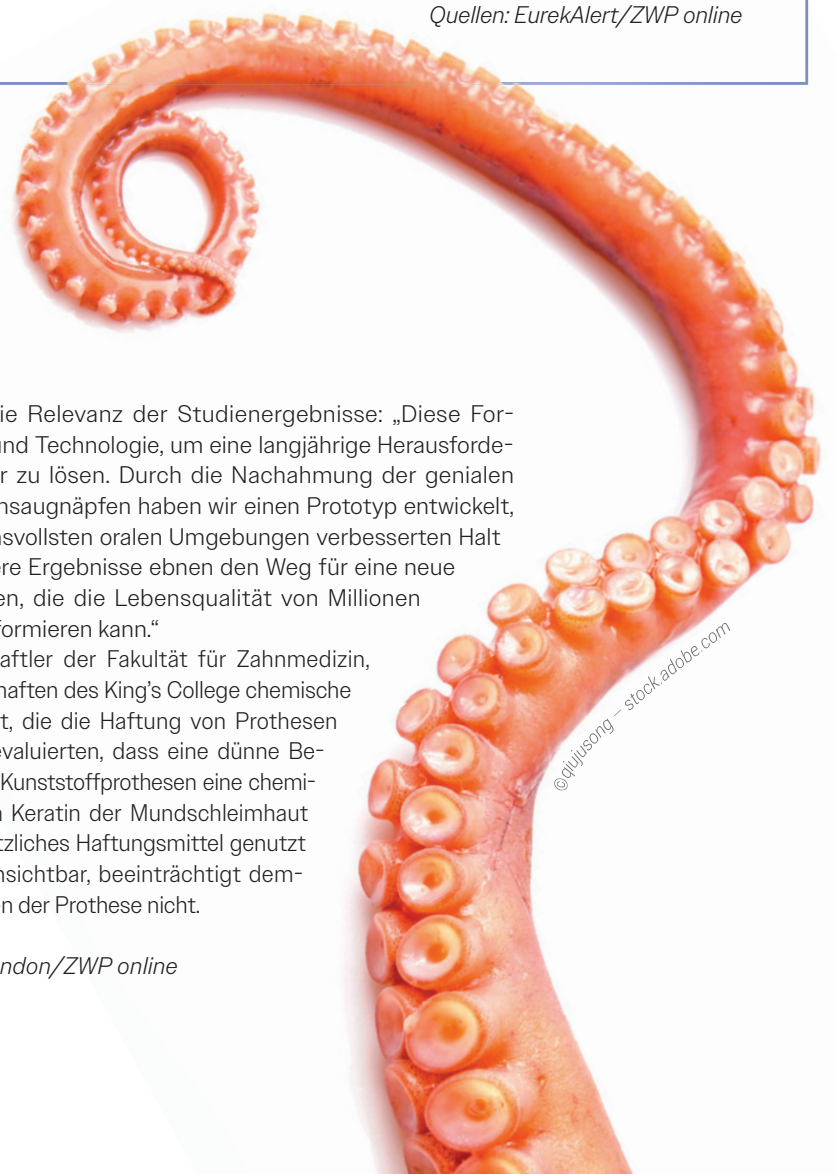 Quellen: EurekAlert/ZWP online
ie Relevanz der Studienergebnisse: „Diese For-
und Technologie, um eine langjährige Herausforde-
r zu lösen. Durch die Nachahmung der genialen
nsaugnäpfen haben wir einen Prototyp entwickelt,
svollsten oralen Umgebungen verbesserten Halt
ere Ergebnisse ebnen den Weg für eine neue
en, die die Lebensqualität von Millionen
formieren kann.“
aftler der Fakultät für Zahnmedizin,
haften des King’s College chemische
t, die die Haftung von Prothesen
evaluierten, dass eine dünne Be-
Kunststoffprothesen eine chemi-
n Keratin der Mundschleimhaut
tzliches Haftungsmittel genutzt
nsichtbar, beeinträchtigt dem-
en der Prothese nicht.
ndon/ZWP online
©qiujusong – stock.adobe.com